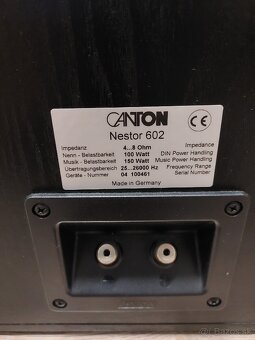 CANTON
CE
Nestor 602
Impedanz 4...8 Ohm Impedance
Nenn - Belastbarkeit 100 Watt DIN Power Handling
Musik - Belastbarkeit 150 Watt Music Power Handling
Übertragungsbereich 25...26000 Hz Frequency Range
Geräte - Nummer 04 100461 Serial Number
Made in Germany